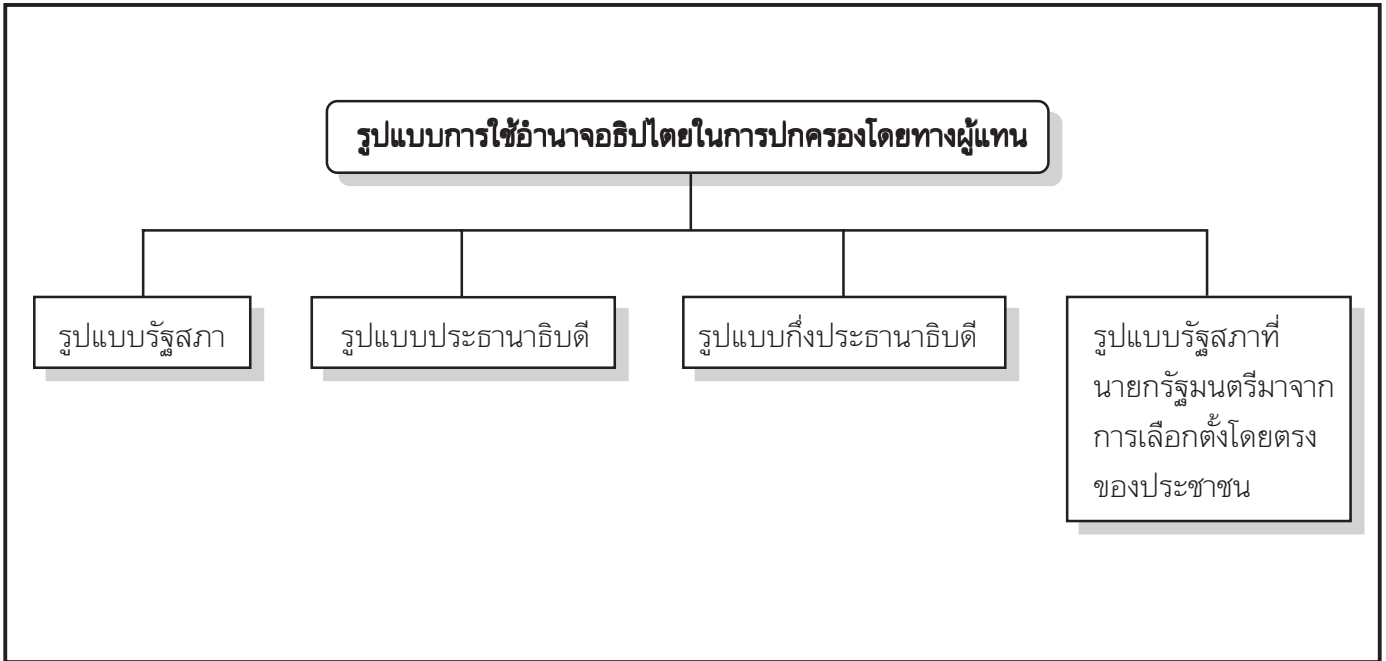 รูปแบบการใช้อำนาจอธิปไตยในการปกครองโดยทางผู้แทน
รูปแบบรัฐสภา
รูปแบบประธานาธิบดี
รูปแบบกึ่งประธานาธิบดี
รูปแบบรัฐสภาที่
นายกรัฐมนตรีมาจาก
การเลือกตั้งโดยตรง
ของประชาชน